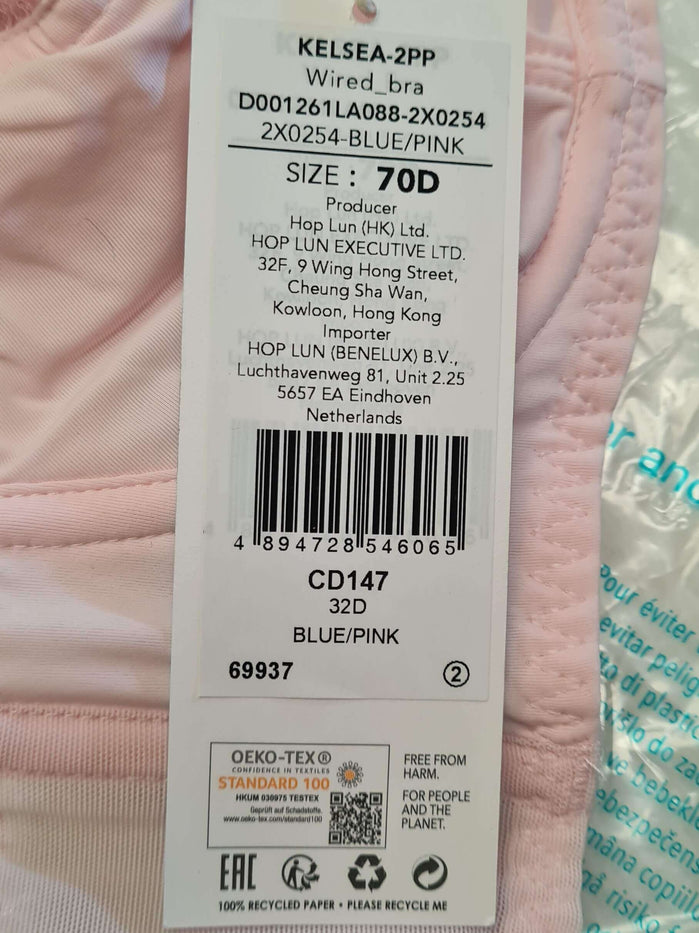 KELSEA-2PP
Wired_bra
D001261LA088-2X0254
2X0254-BLUE/PINK
SIZE : 70D
Producer
Hop Lun (HK) Ltd.
HOP LUN EXECUTIVE LTD.
32F, 9 Wing Hong Street,
Cheung Sha Wan,
Kowloon, Hong Kong
Importer
HOP LUN (BENELUX) B.V.,
Luchthavenweg 81, Unit 2.25
5657 EA Eindhoven
Netherlands
4 894728 546065
CD147
32D
BLUE/PINK
69937 2
OEKO-TEX®
CONFIDENCE IN TEXTILES
STANDARD 100
HKUM 030975 TESTEX
Geprüft auf Schadstoffe.
www.oeko-tex.com/standard100
FREE FROM
HARM.
FOR PEOPLE
AND THE
PLANET.
EAC
100% RECYCLED PAPER • PLEASE RECYCLE ME
Pour éviter
evitar pelig
di plastic
do za
bebek
mâna copii
risiko